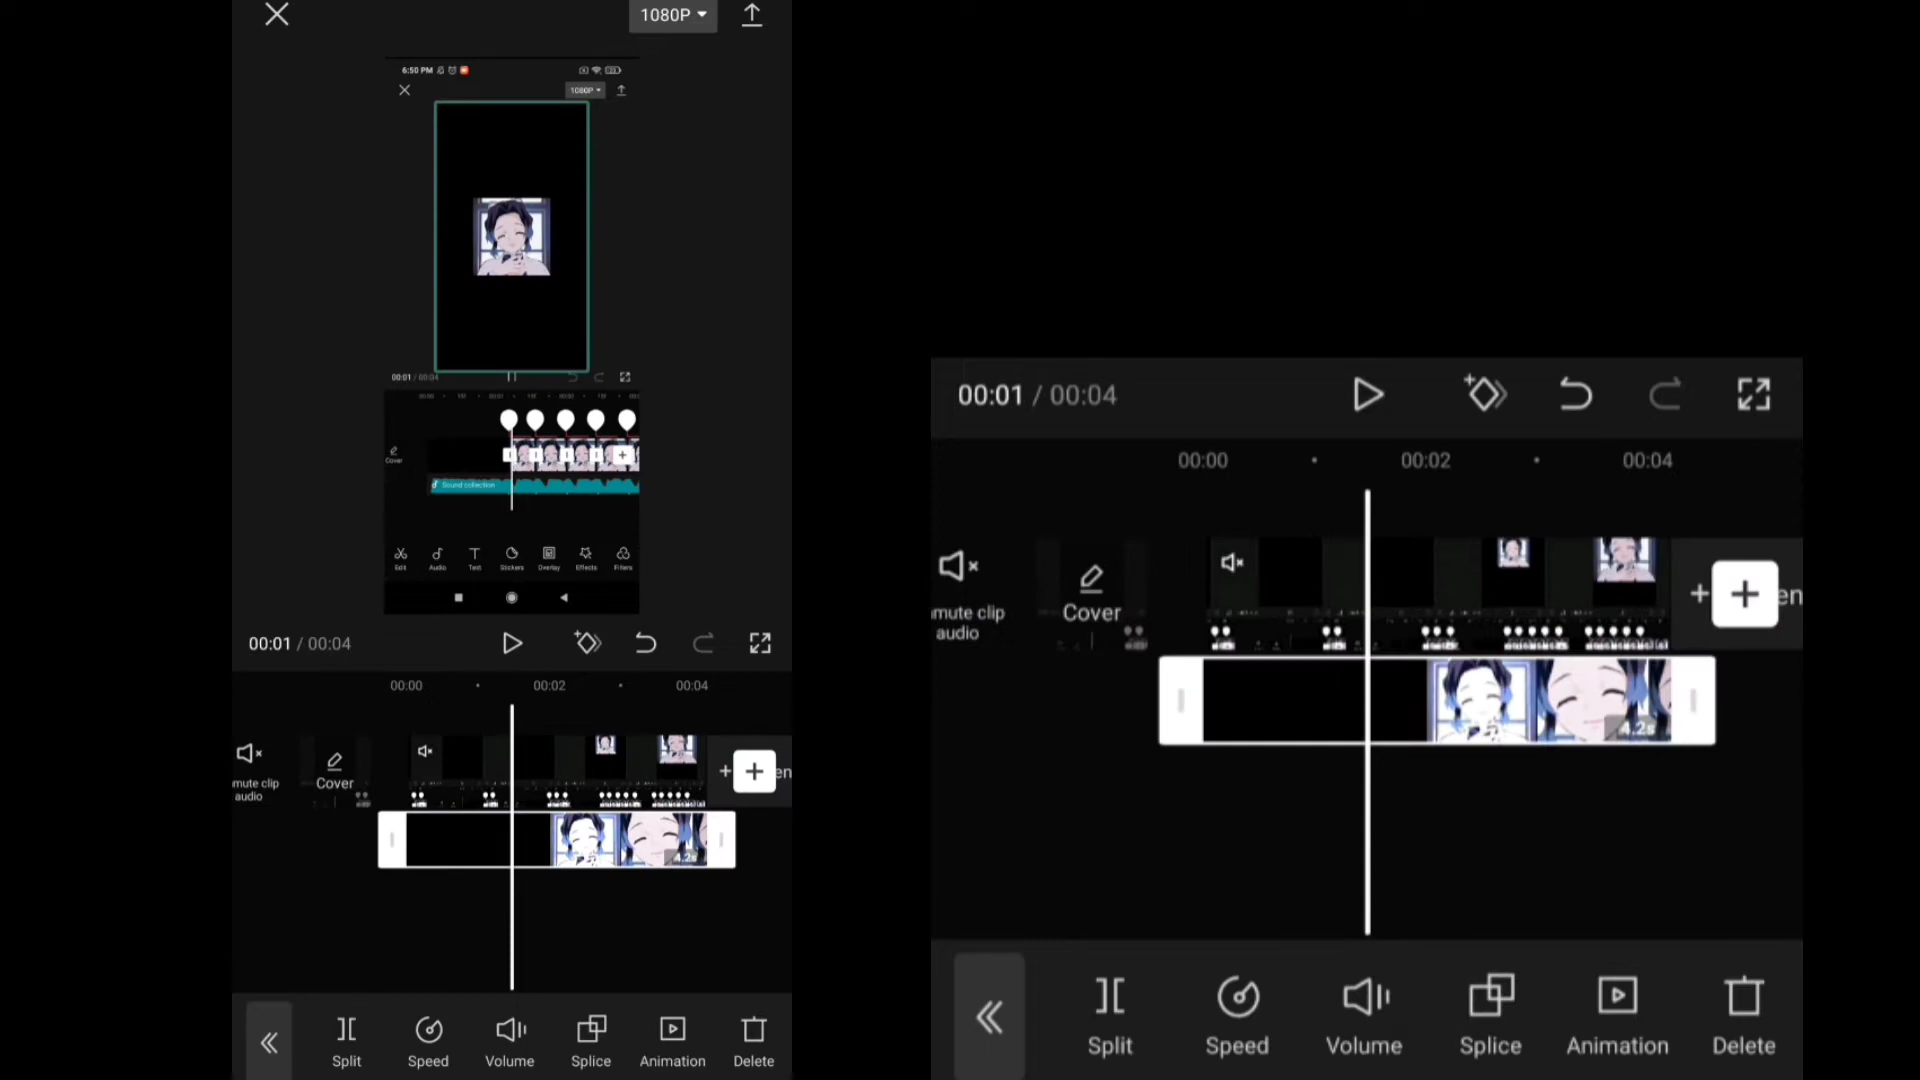 1080P
6:50 PM
1080P
00:01 / 00:04
Cover
Sound collection
Edit Audio Text Stickers Overlay Effects Filters
00:01 / 00:04
00:00 00:02 00:04
mute clip
audio
Cover
en
4.2s
Split Speed Volume Splice Animation Delete
00:01 / 00:04
00:00 00:02 00:04
mute clip
audio
Cover
en
4.2s
Split Speed Volume Splice Animation Delete